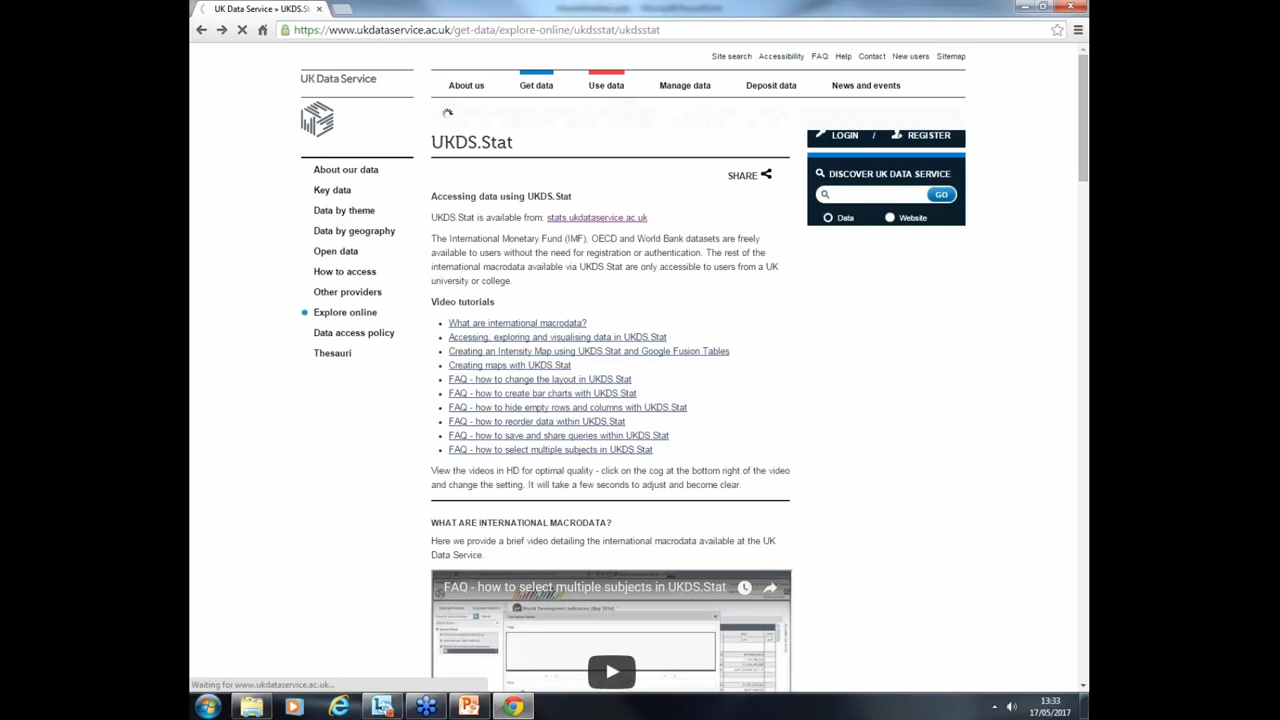 UK Data Service » UKDS.S
https://www.ukdataservice.ac.uk/get-data/explore-online/ukdsstat/ukdsstat
Site search Accessibility FAQ Help Contact New users Sitemap
UK Data Service
About us Get data Use data Manage data Deposit data News and events
LOGIN / REGISTER
UKDS.Stat
About our data
Key data
Data by theme
Data by geography
Open data
How to access
Other providers
Explore online
Data access policy
Thesauri
SHARE
DISCOVER UK DATA SERVICE
GO
Data Website
Accessing data using UKDS.Stat
UKDS.Stat is available from: stats.ukdataservice.ac.uk
The International Monetary Fund (IMF), OECD and World Bank datasets are freely
available to users without the need for registration or authentication. The rest of the
international macrodata available via UKDS.Stat are only accessible to users from a UK
university or college.
Video tutorials
What are international macrodata?
Accessing, exploring and visualising data in UKDS.Stat
Creating an Intensity Map using UKDS.Stat and Google Fusion Tables
Creating maps with UKDS.Stat
FAQ - how to change the layout in UKDS.Stat
FAQ - how to create bar charts with UKDS.Stat
FAQ - how to hide empty rows and columns with UKDS.Stat
FAQ - how to reorder data within UKDS.Stat
FAQ - how to save and share queries within UKDS.Stat
FAQ - how to select multiple subjects in UKDS.Stat
View the videos in HD for optimal quality - click on the cog at the bottom right of the video
and change the setting. It will take a few seconds to adjust and become clear.
WHAT ARE INTERNATIONAL MACRODATA?
Here we provide a brief video detailing the international macrodata available at the UK
Data Service.
FAQ - how to select multiple subjects in UKDS.Stat
World Development Indicators (May 2014)
Waiting for www.ukdataservice.ac.uk...
13:33
17/05/2017